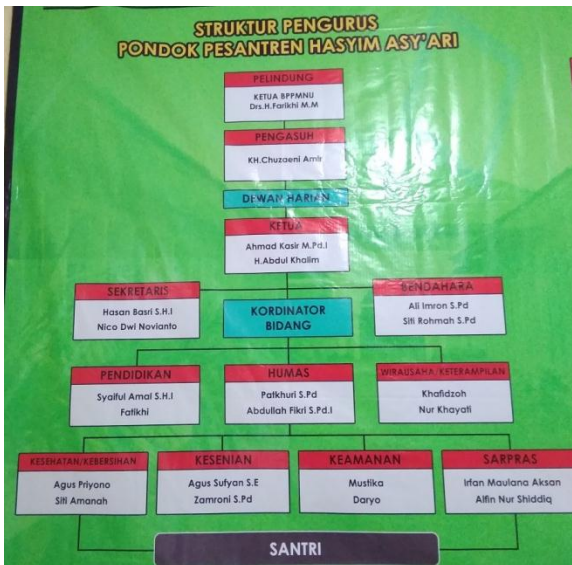 STRUKTUR PENGURUS
PONDOK PESANTREN HASYIM ASY'ARI
PELINDUNG
KETUA BPPMNU
Drs.H.Farikhi M.M
PENGASUH
KH.Chuzaeni Amir
DEWAN HARIAN
KETUA
Ahmad Kasir M.Pd.I
H.Abdul Khalim
SEKRETARIS
Hasan Basri S.H.I
Nico Dwi Novianto
KORDINATOR
BIDANG
BENDAHARA
Ali Imron S.Pd
Siti Rohmah S.Pd
PENDIDIKAN
Syaiful Amal S.H.I
Fatikhi
HUMAS
Patkhuri S.Pd
Abdullah Fikri S.Pd.I
WIRAUSAHA/KETERAMPILAN
Khafidzoh
Nur Khayati
KESEHATAN/KEBERSIHAN
Agus Priyono
Siti Amanah
KESENIAN
Agus Sufyan S.E
Zamroni S.Pd
KEAMANAN
Mustika
Daryo
SARPRAS
Irfan Maulana Aksan
Alfin Nur Shiddiq
SANTRI